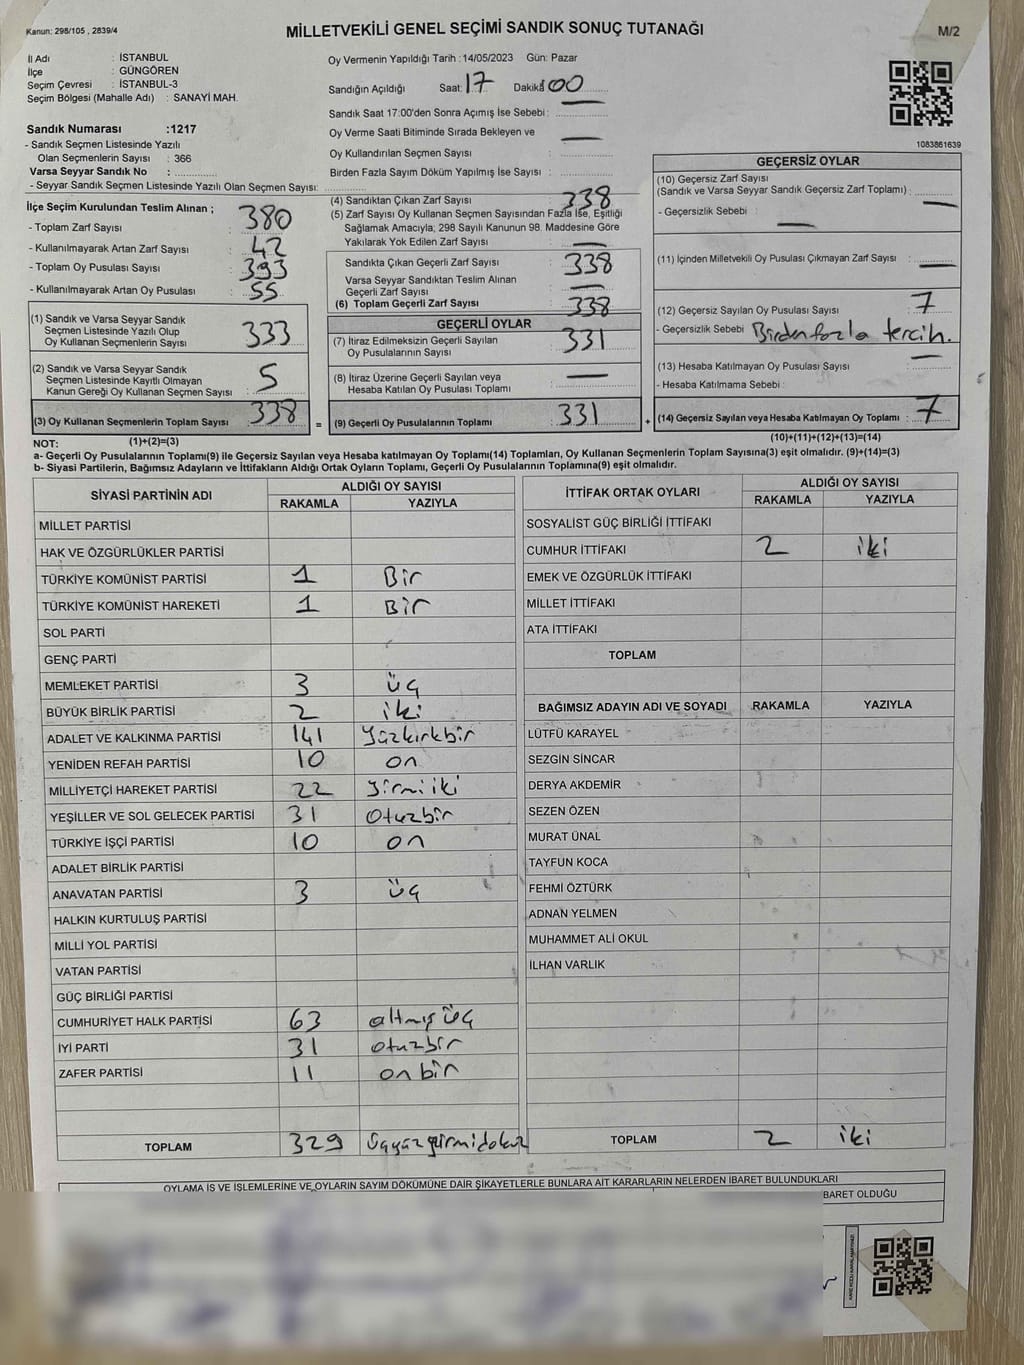 Kanun: 298/105 , 2839/4
MİLLETVEKİLİ GENEL SEÇİMİ SANDIK SONUÇ TUTANAĞI
M/2
İl Adı : İSTANBUL
İlçe : GÜNGÖREN
Seçim Çevresi : İSTANBUL-3
Seçim Bölgesi (Mahalle Adı) : SANAYİ MAH.
Sandık Numarası :1217
- Sandık Seçmen Listesinde Yazılı
Olan Seçmenlerin Sayısı : 366
Varsa Seyyar Sandık No :
- Seyyar Sandık Seçmen Listesinde Yazılı Olan Seçmen Sayısı:
İlçe Seçim Kurulundan Teslim Alınan ;
- Toplam Zarf Sayısı : 380
- Kullanılmayarak Artan Zarf Sayısı : 42
- Toplam Oy Pusulası Sayısı : 393
- Kullanılmayarak Artan Oy Pusulası : 55
(1) Sandık ve Varsa Seyyar Sandık
Seçmen Listesinde Yazılı Olup
Oy Kullanan Seçmenlerin Sayısı : 333
(2) Sandık ve Varsa Seyyar Sandık
Seçmen Listesinde Kayıtlı Olmayan
Kanun Gereği Oy Kullanan Seçmen Sayısı : 5
(3) Oy Kullanan Seçmenlerin Toplam Sayısı : 338
(1)+(2)=(3)
Oy Vermenin Yapıldığı Tarih : 14/05/2023 Gün: Pazar
Sandığın Açıldığı Saat: 17 Dakika: 00
Sandık Saat 17:00'den Sonra Açımış İse Sebebi : —
Oy Verme Saati Bitiminde Sırada Bekleyen ve
Oy Kullandırılan Seçmen Sayısı : —
Birden Fazla Sayım Döküm Yapılmış İse Sayısı :
(4) Sandıktan Çıkan Zarf Sayısı : 338
(5) Zarf Sayısı Oy Kullanan Seçmen Sayısından Fazla İse, Eşitliği
Sağlamak Amacıyla; 298 Sayılı Kanunun 98. Maddesine Göre
Yakılarak Yok Edilen Zarf Sayısı : —
Sandıkta Çıkan Geçerli Zarf Sayısı : 338
Varsa Seyyar Sandıktan Teslim Alınan
Geçerli Zarf Sayısı : —
(6) Toplam Geçerli Zarf Sayısı : 338
GEÇERLİ OYLAR
(7) İtiraz Edilmeksizin Geçerli Sayılan
Oy Pusulalarının Sayısı : 331
(8) İtiraz Üzerine Geçerli Sayılan veya
Hesaba Katılan Oy Pusulası Toplamı : —
= (9) Geçerli Oy Pusulalarının Toplamı : 331 +
1083861639
GEÇERSİZ OYLAR
(10) Geçersiz Zarf Sayısı
(Sandık ve Varsa Seyyar Sandık Geçersiz Zarf Toplamı) : —
- Geçersizlik Sebebi : —
(11) İçinden Milletvekili Oy Pusulası Çıkmayan Zarf Sayısı : —
(12) Geçersiz Sayılan Oy Pusulası Sayısı : 7
- Geçersizlik Sebebi : Birden fazla tercih.
(13) Hesaba Katılmayan Oy Pusulası Sayısı : —
- Hesaba Katılmama Sebebi :
(14) Geçersiz Sayılan veya Hesaba Katılmayan Oy Toplamı : 7
(10)+(11)+(12)+(13)=(14)
NOT:
a- Geçerli Oy Pusulalarının Toplamı(9) ile Geçersiz Sayılan veya Hesaba katılmayan Oy Toplamı(14) Toplamları, Oy Kullanan Seçmenlerin Toplam Sayısına(3) eşit olmalıdır. (9)+(14)=(3)
b- Siyasi Partilerin, Bağımsız Adayların ve İttifakların Aldığı Ortak Oyların Toplamı, Geçerli Oy Pusulalarının Toplamına(9) eşit olmalıdır.
SİYASİ PARTİNİN ADI ALDIĞI OY SAYISI
RAKAMLA YAZIYLA
MİLLET PARTİSİ
HAK VE ÖZGÜRLÜKLER PARTİSİ
TÜRKİYE KOMÜNİST PARTİSİ 1 Bir
TÜRKİYE KOMÜNİST HAREKETİ 1 Bir
SOL PARTİ
GENÇ PARTİ
MEMLEKET PARTİSİ 3 üç
BÜYÜK BİRLİK PARTİSİ 2 iki
ADALET VE KALKINMA PARTİSİ 141 Yüzkırkbir
YENİDEN REFAH PARTİSİ 10 on
MİLLİYETÇİ HAREKET PARTİSİ 22 yirmiiki
YEŞİLLER VE SOL GELECEK PARTİSİ 31 Otuzbir
TÜRKİYE İŞÇİ PARTİSİ 10 on
ADALET BİRLİK PARTİSİ
ANAVATAN PARTİSİ 3 üç
HALKIN KURTULUŞ PARTİSİ
MİLLİ YOL PARTİSİ
VATAN PARTİSİ
GÜÇ BİRLİĞİ PARTİSİ
CUMHURİYET HALK PARTİSİ 63 altmış üç
İYİ PARTİ 31 otuzbir
ZAFER PARTİSİ 11 onbir
TOPLAM 329 üçyüzyirmidokuz
İTTİFAK ORTAK OYLARI ALDIĞI OY SAYISI
RAKAMLA YAZIYLA
SOSYALİST GÜÇ BİRLİĞİ İTTİFAKI
CUMHUR İTTİFAKI 2 iki
EMEK VE ÖZGÜRLÜK İTTİFAKI
MİLLET İTTİFAKI
ATA İTTİFAKI
TOPLAM
BAĞIMSIZ ADAYIN ADI VE SOYADI RAKAMLA YAZIYLA
LÜTFÜ KARAYEL
SEZGİN SİNCAR
DERYA AKDEMİR
SEZEN ÖZEN
MURAT ÜNAL
TAYFUN KOCA
FEHMİ ÖZTÜRK
ADNAN YELMEN
MUHAMMET ALİ OKUL
İLHAN VARLIK
TOPLAM 2 iki
OYLAMA İŞ VE İŞLEMLERİNE VE OYLARIN SAYIM DÖKÜMÜNE DAİR ŞİKAYETLERLE BUNLARA AİT KARARLARIN NELERDEN İBARET BULUNDUKLARI
BARET OLDUĞU